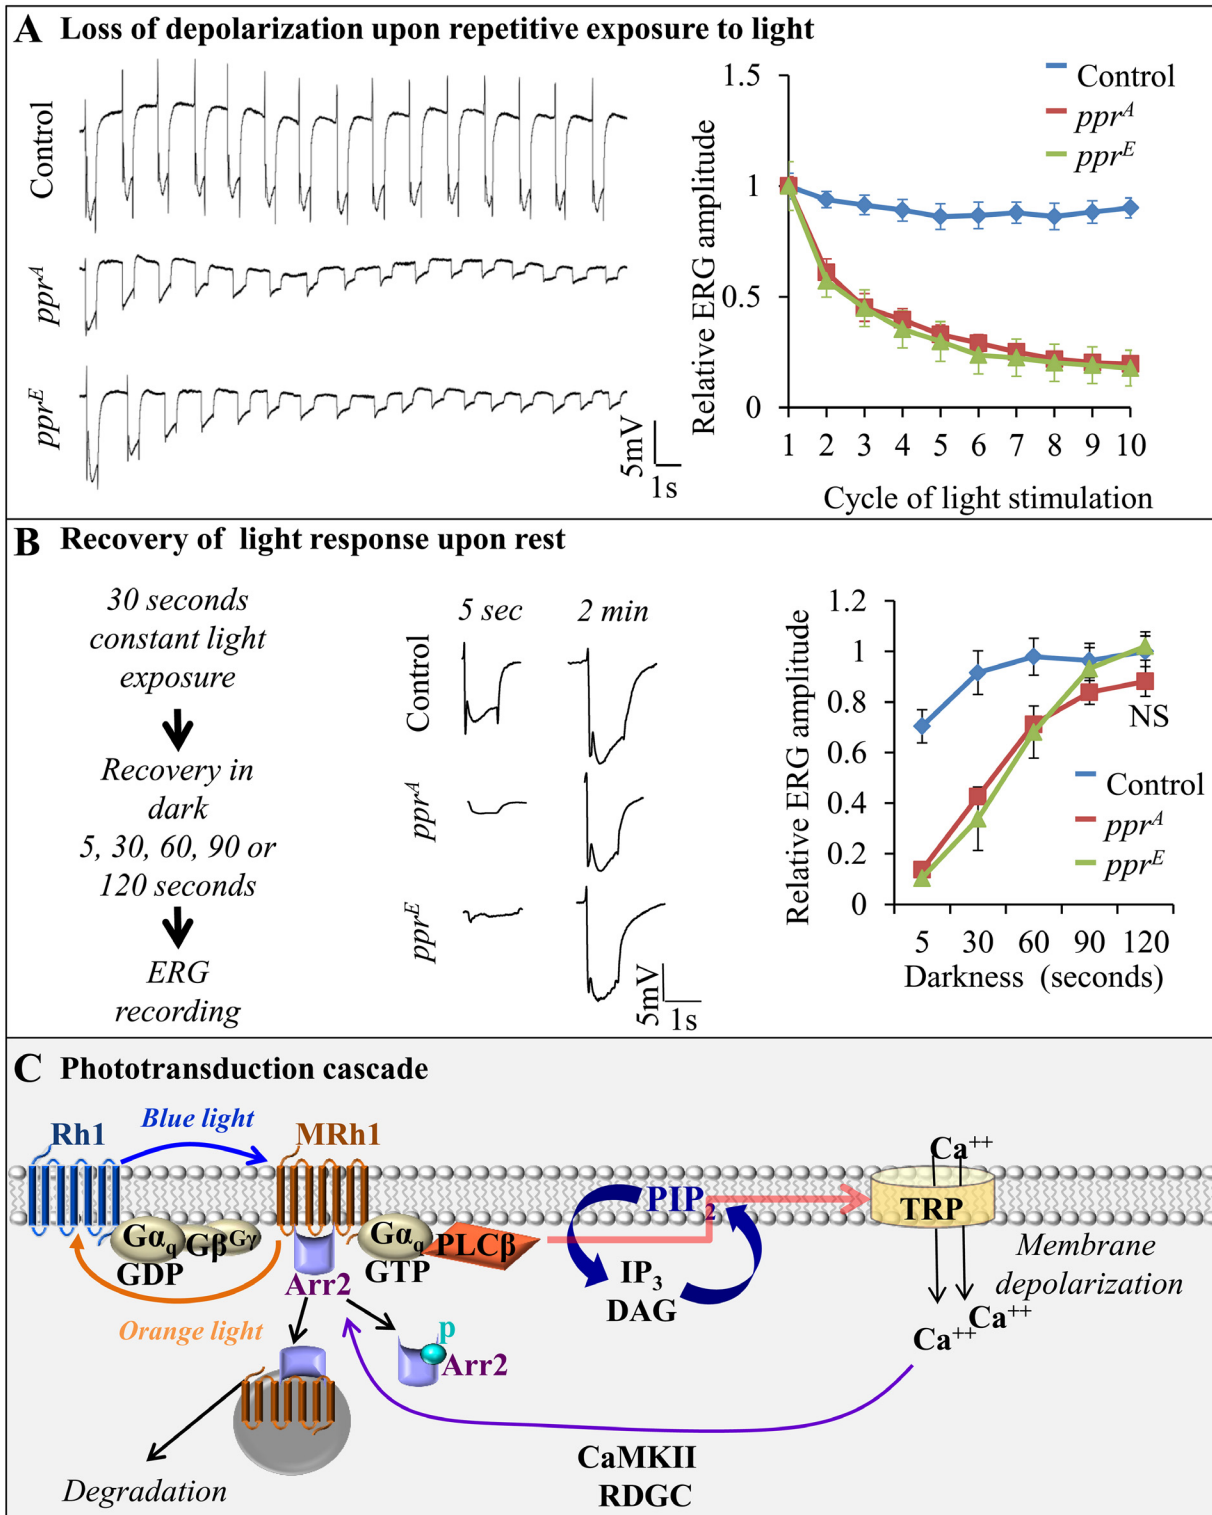 A Loss of depolarization upon repetitive exposure to light
Control
pprA
pprE
5mV
1s
Relative ERG amplitude
1.5
1
0.5
0
1 2 3 4 5 6 7 8 9 10
Cycle of light stimulation
Control
pprA
pprE
B Recovery of light response upon rest
30 seconds
constant light
exposure
Recovery in
dark
5, 30, 60, 90 or
120 seconds
ERG
recording
5 sec 2 min
Control
pprA
pprE
5mV
1s
Relative ERG amplitude
1.2
1
0.8
0.6
0.4
0.2
0
NS
Control
pprA
pprE
5 30 60 90 120
Darkness (seconds)
C Phototransduction cascade
Blue light
Rh1
MRh1
Ca++
PIP2
TRP
Gαq
Gβ
Gγ
GDP
Gαq
PLCβ
GTP
Arr2
IP3
DAG
Membrane
depolarization
Orange light
Ca++
Ca++
p
Arr2
CaMKII
RDGC
Degradation